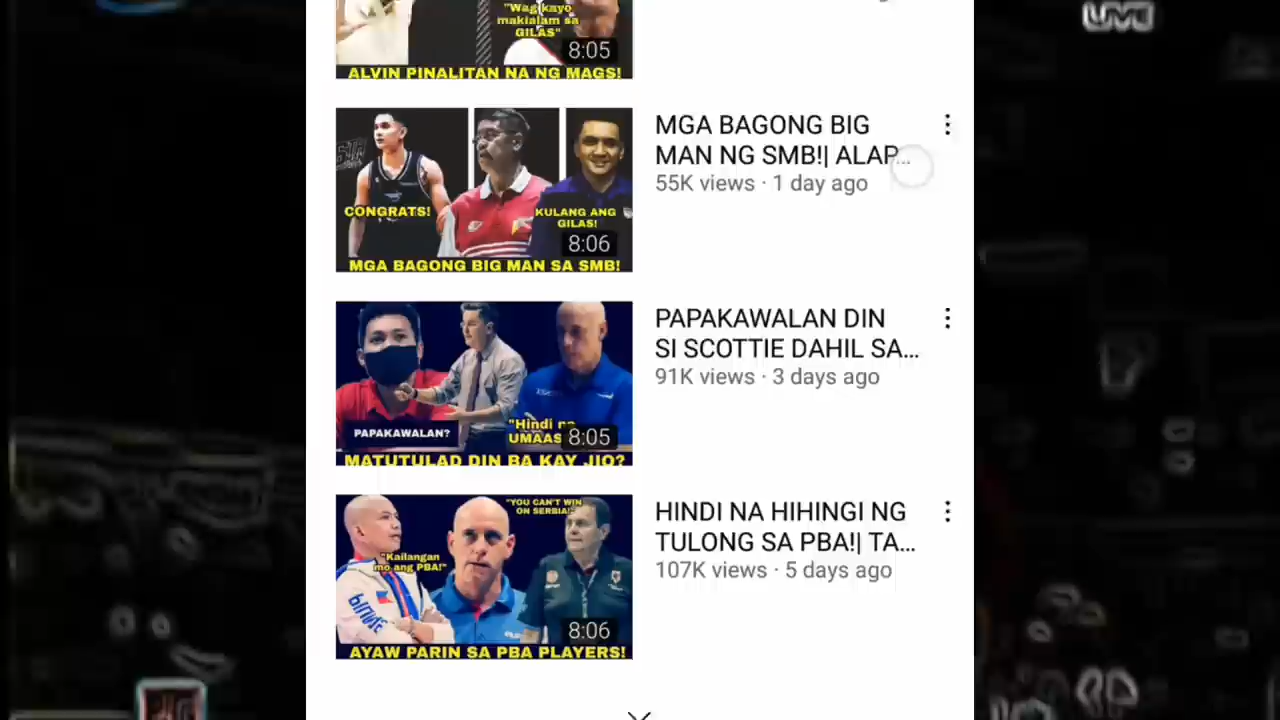 LIVE
"Wag kayo
makialam sa
GILAS"
8:05
ALVIN PINALITAN NA NG MAGS!
MGA BAGONG BIG
MAN NG SMB!| ALAP...
55K views · 1 day ago
CONGRATS!
KULANG ANG
GILAS!
8:06
MGA BAGONG BIG MAN SA SMB!
PAPAKAWALAN DIN
SI SCOTTIE DAHIL SA...
91K views · 3 days ago
PAPAKAWALAN?
"Hindi na
UMAAS
8:05
MATUTULAD DIN BA KAY JIO?
HINDI NA HIHINGI NG
TULONG SA PBA!| TA...
107K views · 5 days ago
"YOU CAN'T WIN
ON SERBIA!"
"Kailangan
mo ang PBA!"
8:06
AYAW PARIN SA PBA PLAYERS!